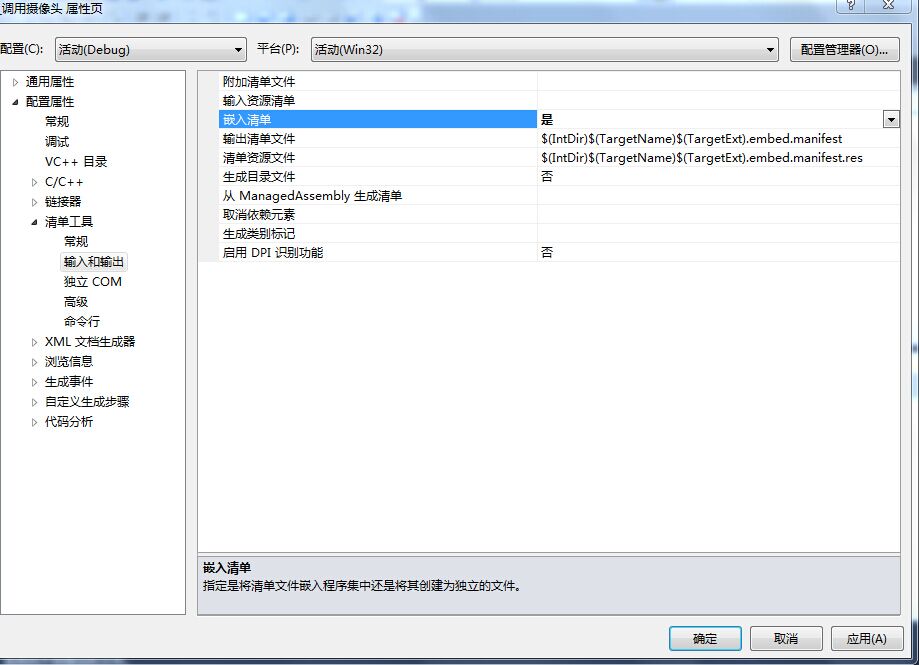 调用摄像头 属性页
配置(C): 活动(Debug) 平台(P): 活动(Win32) 配置管理器(O)...
通用属性
配置属性
常规
调试
VC++ 目录
C/C++
链接器
清单工具
常规
输入和输出
独立 COM
高级
命令行
XML 文档生成器
浏览信息
生成事件
自定义生成步骤
代码分析
附加清单文件
输入资源清单
嵌入清单 是
输出清单文件 $(IntDir)$(TargetName)$(TargetExt).embed.manifest
清单资源文件 $(IntDir)$(TargetName)$(TargetExt).embed.manifest.res
生成目录文件 否
从 ManagedAssembly 生成清单
取消依赖元素
生成类别标记
启用 DPI 识别功能 否
嵌入清单
指定是将清单文件嵌入程序集中还是将其创建为独立的文件。
确定 取消 应用(A)